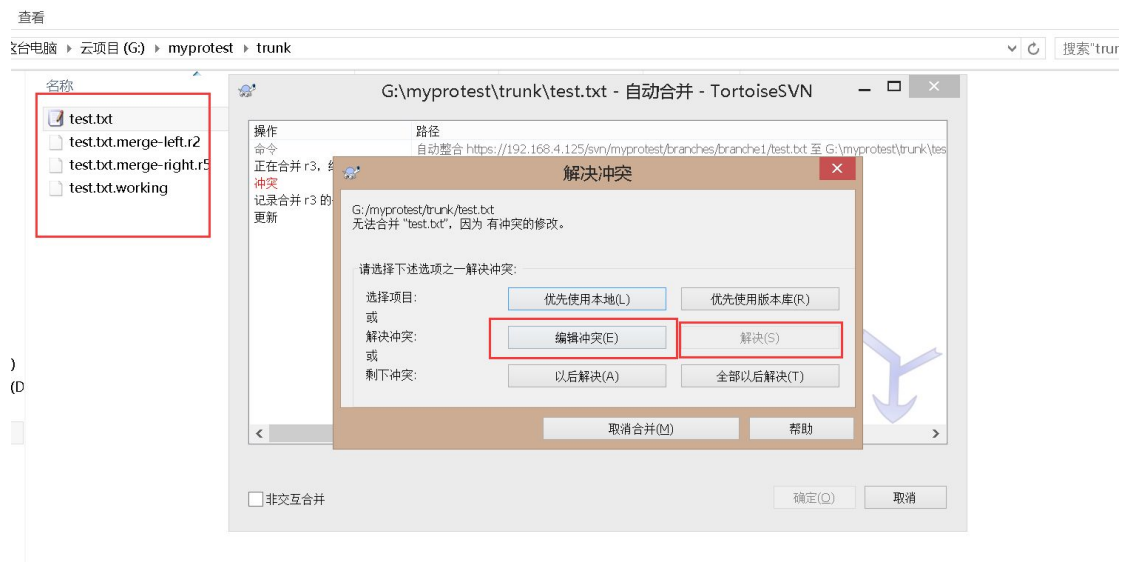 查看
这台电脑 云项目 (G:) myprotest trunk 搜索"trun
名称
test.txt
test.txt.merge-left.r2
test.txt.merge-right.r5
test.txt.working
)
(D
G:\myprotest\trunk\test.txt - 自动合并 - TortoiseSVN
操作 路径
命令 自动整合 https://192.168.4.125/svn/myprotest/branches/branche1/test.txt 至 G:\myprotest\trunk\tes
正在合并 r3,
冲突
记录合并 r3 的
更新
解决冲突
G:/myprotest/trunk/test.txt
无法合并 "test.txt", 因为 有冲突的修改。
请选择下述选项之一解决冲突:
选择项目: 优先使用本地(L) 优先使用版本库(R)
或
解决冲突: 编辑冲突(E) 解决(S)
或
剩下冲突: 以后解决(A) 全部以后解决(T)
取消合并(M) 帮助
非交互合并
确定(O) 取消